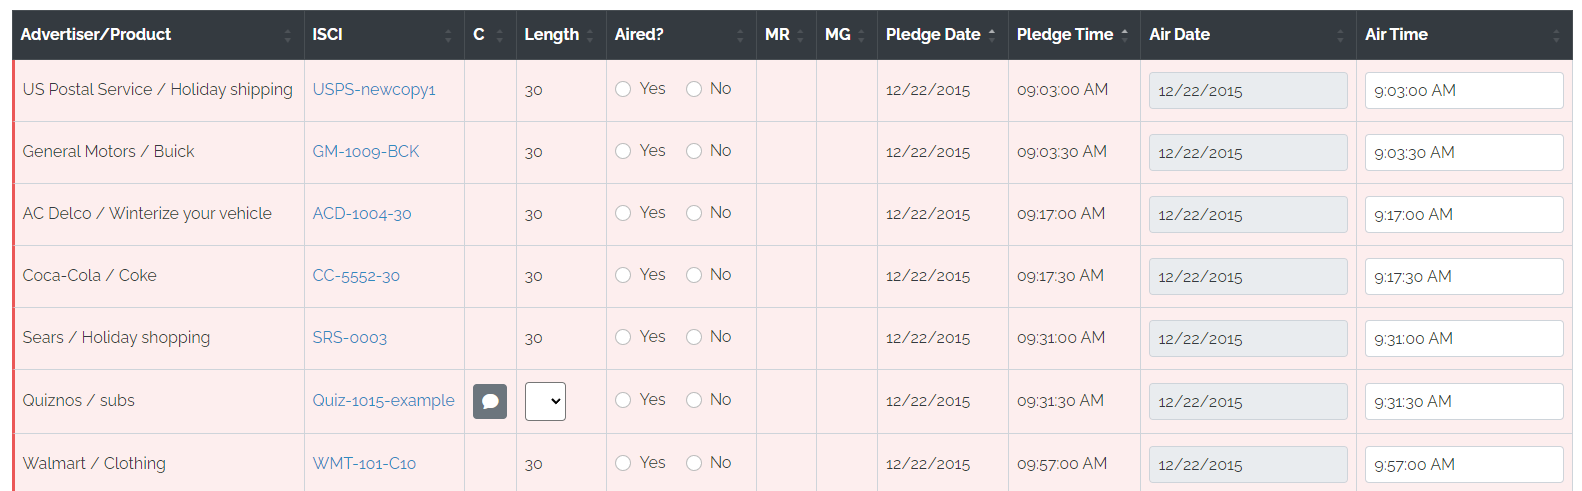 Advertiser/Product ISCI C Length Aired? MR MG Pledge Date Pledge Time Air Date Air Time
US Postal Service / Holiday shipping USPS-newcopy1 30 Yes No 12/22/2015 09:03:00 AM 12/22/2015 9:03:00 AM
General Motors / Buick GM-1009-BCK 30 Yes No 12/22/2015 09:03:30 AM 12/22/2015 9:03:30 AM
AC Delco / Winterize your vehicle ACD-1004-30 30 Yes No 12/22/2015 09:17:00 AM 12/22/2015 9:17:00 AM
Coca-Cola / Coke CC-5552-30 30 Yes No 12/22/2015 09:17:30 AM 12/22/2015 9:17:30 AM
Sears / Holiday shopping SRS-0003 30 Yes No 12/22/2015 09:31:00 AM 12/22/2015 9:31:00 AM
Quiznos / subs Quiz-1015-example Yes No 12/22/2015 09:31:30 AM 12/22/2015 9:31:30 AM
Walmart / Clothing WMT-101-C10 30 Yes No 12/22/2015 09:57:00 AM 12/22/2015 9:57:00 AM